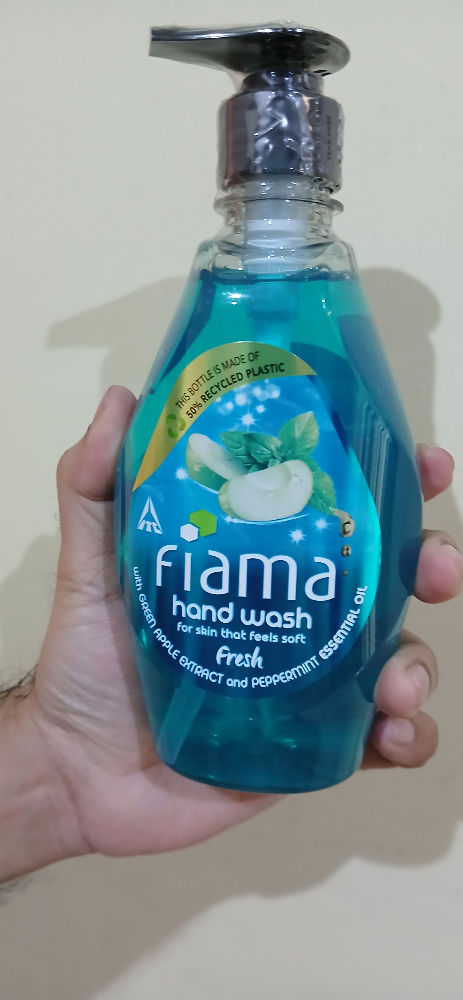 THIS BOTTLE IS MADE OF
50% RECYCLED PLASTIC
ITC
fiama
hand wash
for skin that feels soft
Fresh
with GREEN APPLE EXTRACT and PEPPERMINT ESSENTIAL OIL